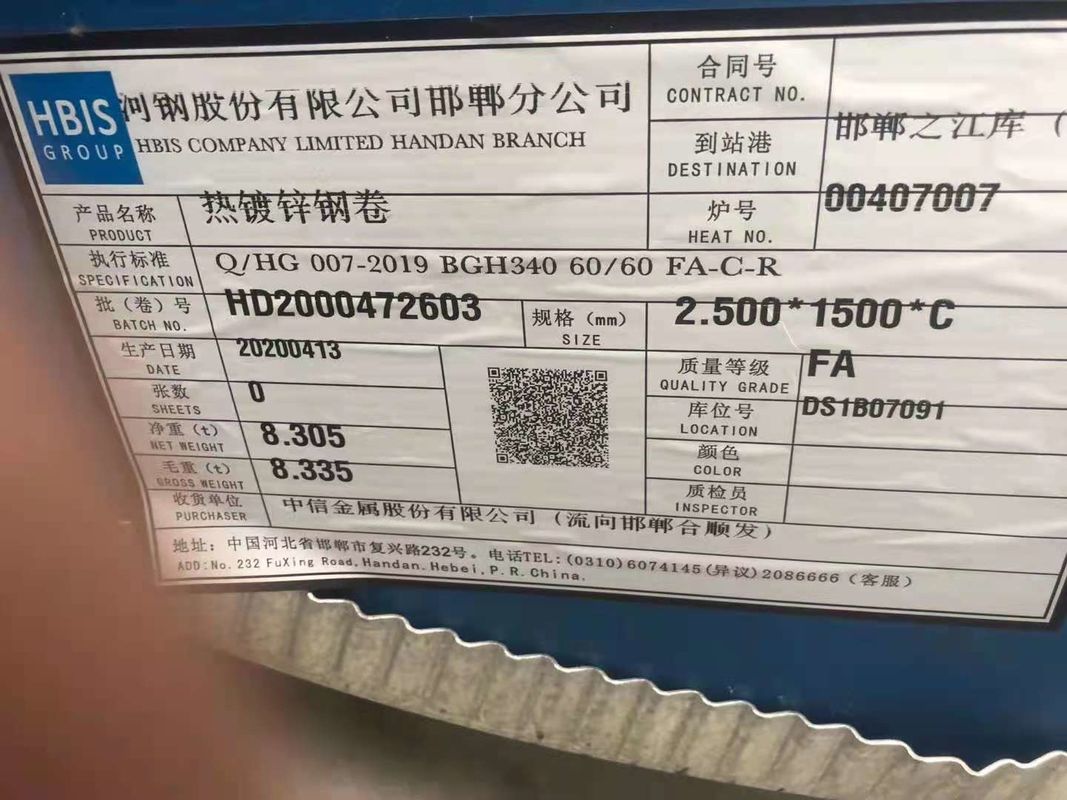 HBIS
GROUP
河钢股份有限公司邯郸分公司
HBIS COMPANY LIMITED HANDAN BRANCH
合同号
CONTRACT NO.
到站港
DESTINATION
邯郸之江库（
产品名称
PRODUCT
热镀锌钢卷
炉号
HEAT NO.
00407007
执行标准
SPECIFICATION
Q/HG 007-2019 BGH340 60/60 FA-C-R
批（卷）号
BATCH NO.
HD2000472603
规格（mm）
SIZE
2.500*1500*C
生产日期
DATE
20200413
质量等级
QUALITY GRADE
FA
张数
SHEETS
0
库位号
LOCATION
DS1B07091
净重（t）
NET WEIGHT
8.305
颜色
COLOR
毛重（t）
GROSS WEIGHT
8.335
质检员
INSPECTOR
收货单位
PURCHASER
中信金属股份有限公司（流向邯郸合顺发）
地址：中国河北省邯郸市复兴路232号。电话TEL:(0310)6074145(异议)2086666（客服）
ADD:No.232 FuXing Road,Handan.Hebei,P.R.China.